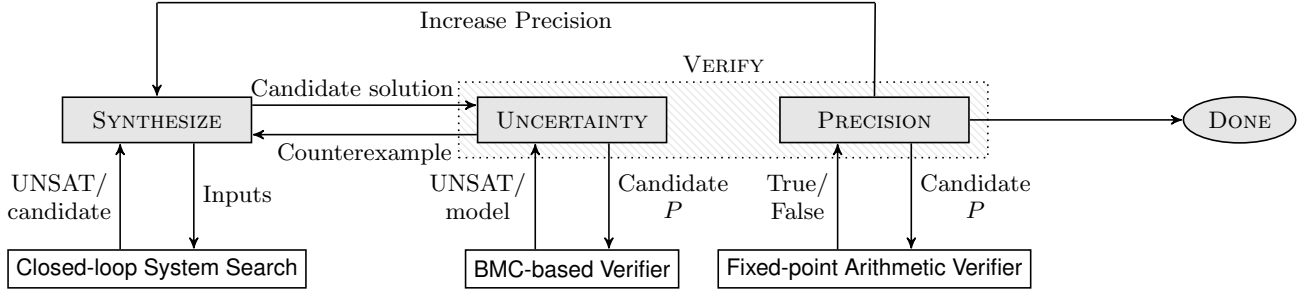 Increase Precision
VERIFY
Candidate solution
SYNTHESIZE
UNCERTAINTY
PRECISION
DONE
Counterexample
UNSAT/
candidate
Inputs
UNSAT/
model
Candidate
P
True/
False
Candidate
P
Closed-loop System Search
BMC-based Verifier
Fixed-point Arithmetic Verifier